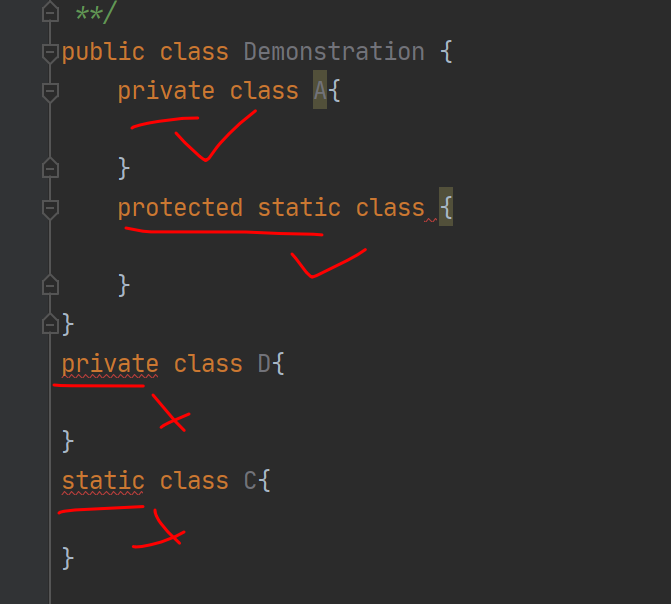 **/
public class Demonstration {
private class A{
}
protected static class {
}
}
private class D{
}
static class C{
}